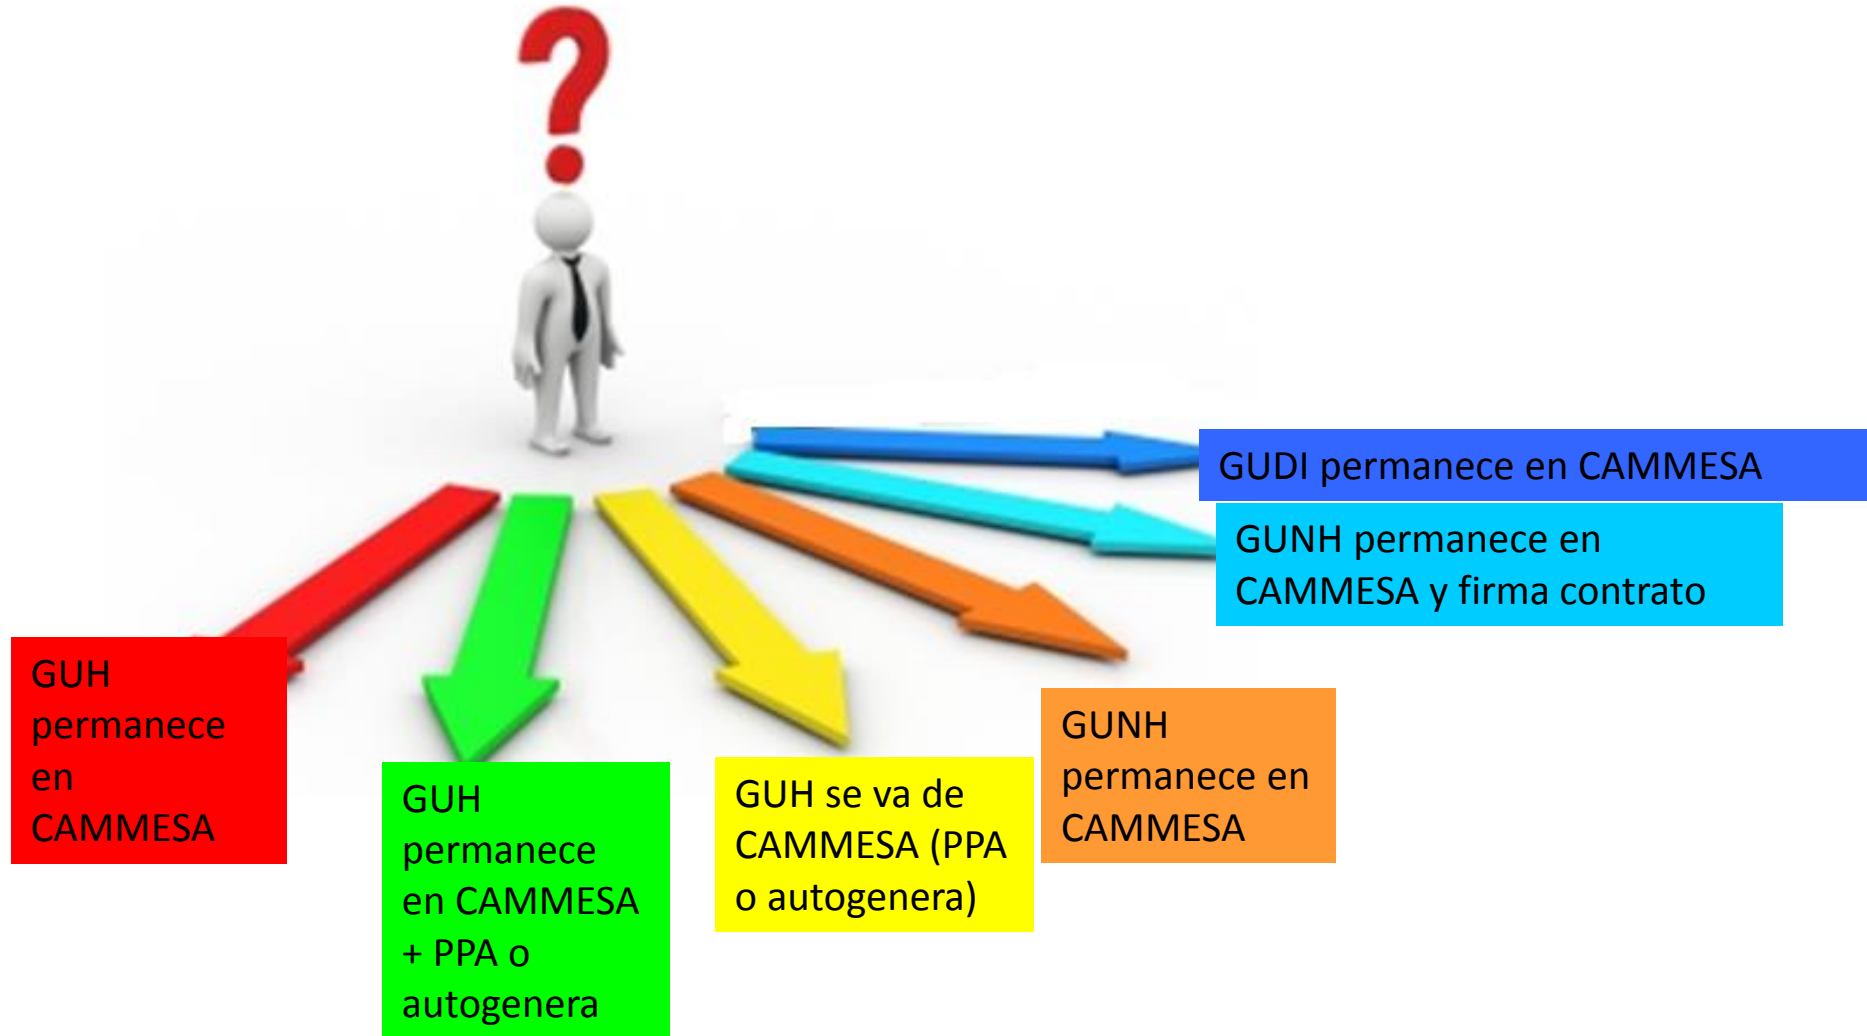 ?
GUDI permanece en CAMMESA
GUNH permanece en
CAMMESA y firma contrato
GUH
permanece
en
CAMMESA
GUH
permanece
en CAMMESA
+ PPA o
autogenera
GUH se va de
CAMMESA (PPA
o autogenera)
GUNH
permanece en
CAMMESA